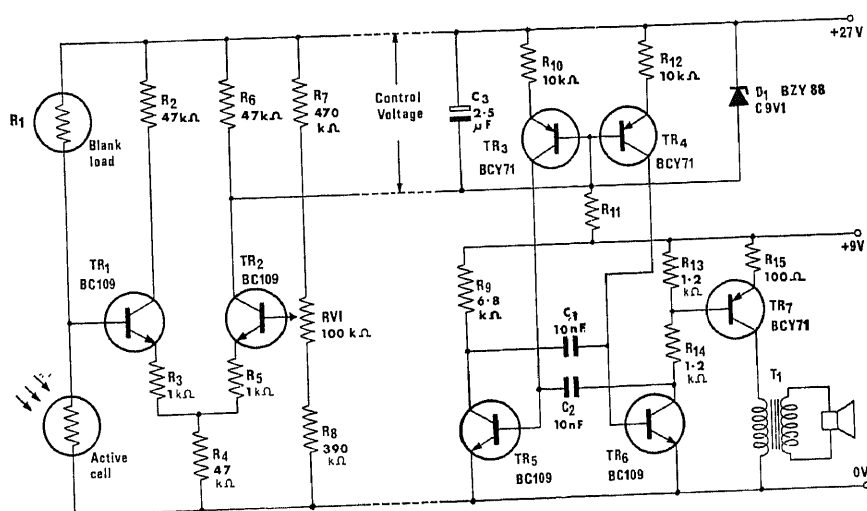 +27V
R1
Blank
load
R2
47kΩ
R6
47kΩ
R7
470
kΩ
Control
Voltage
C3
2·5
µF
R10
10kΩ
R12
10kΩ
TR3
BCY71
TR4
BCY71
D1 BZY 88
C9V1
R11
+9V
TR1
BC109
TR2
BC109
RV1
100 kΩ
R9
6·8
kΩ
C1
10nF
C2
10nF
R13
1·2
kΩ
R14
1·2
kΩ
R15
100Ω
TR7
BCY71
T1
R3
1kΩ
R5
1kΩ
R4
47
kΩ
R8
390
kΩ
Active
cell
TR5
BC109
TR6
BC109
0V